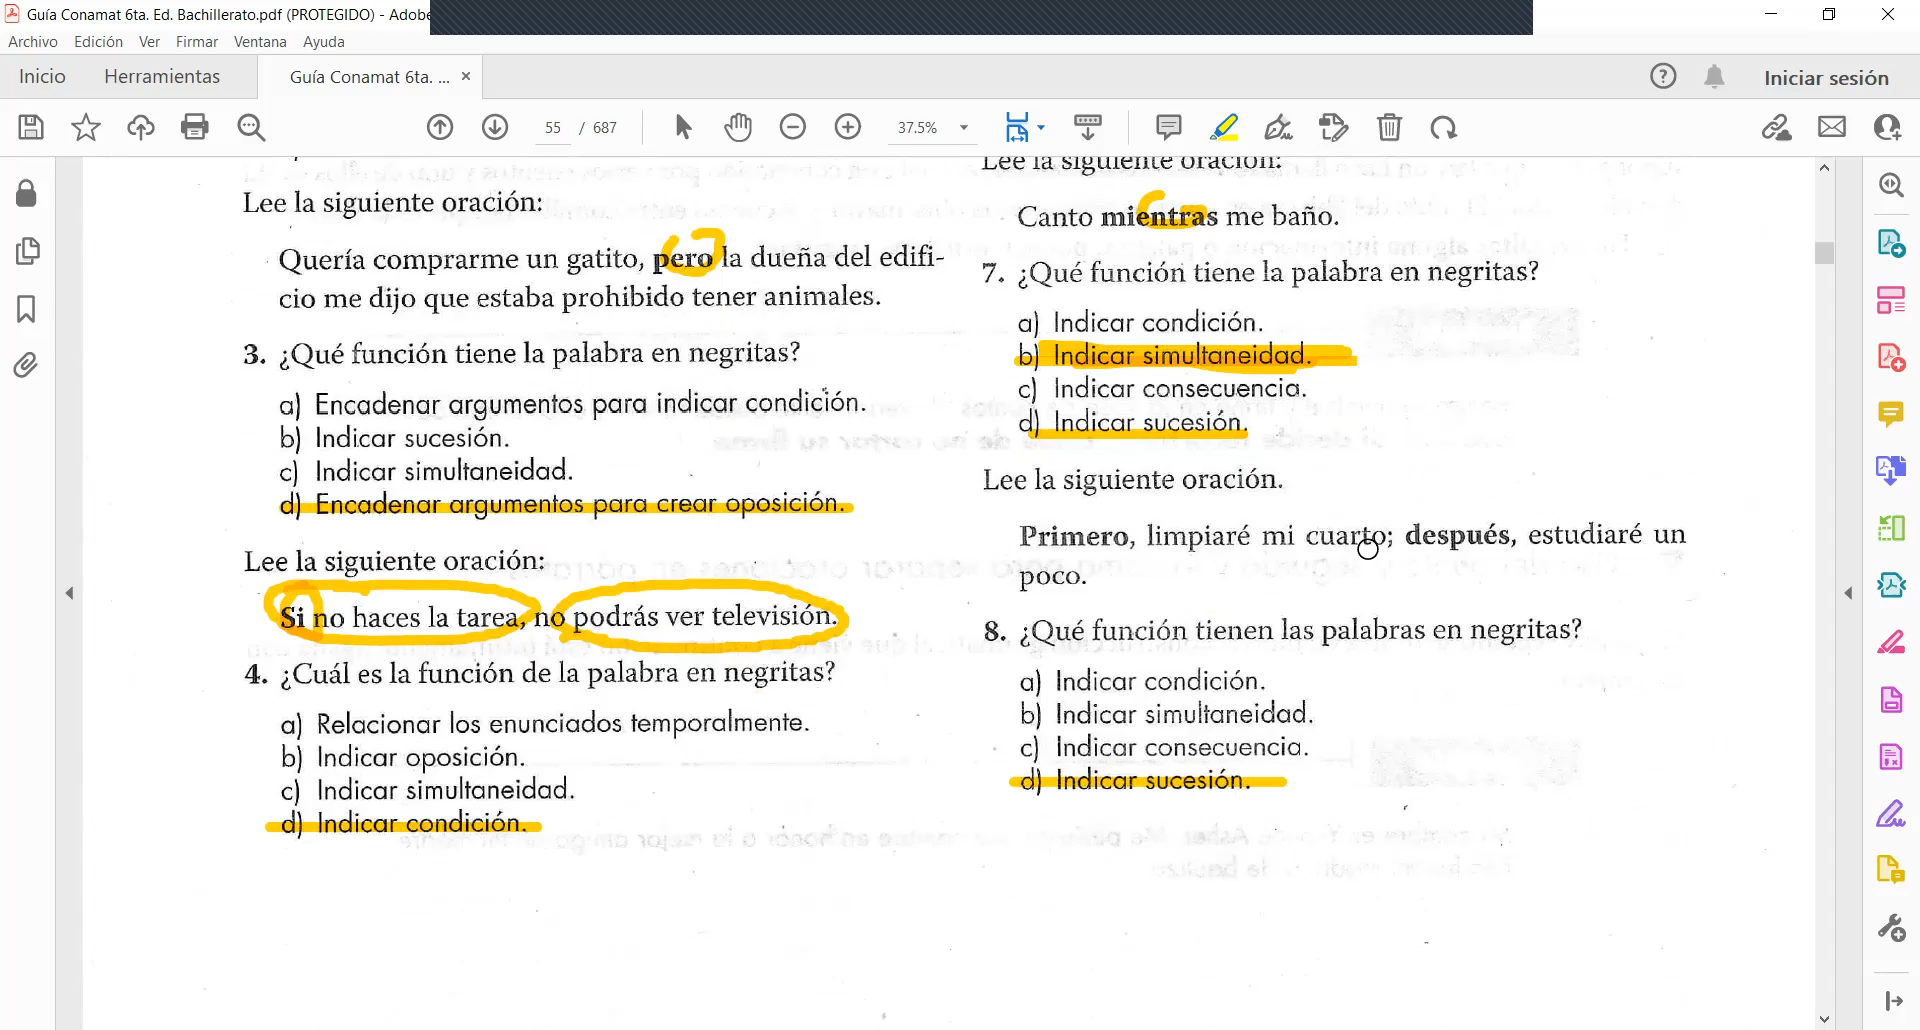 Guía Conamat 6ta. Ed. Bachillerato.pdf (PROTEGIDO) - Adobe
Archivo Edición Ver Firmar Ventana Ayuda
Inicio Herramientas Guía Conamat 6ta. ... × Iniciar sesión
55 / 687 37.5%
Lee la siguiente oración:
Quería comprarme un gatito, pero la dueña del edifi-
cio me dijo que estaba prohibido tener animales.
3. ¿Qué función tiene la palabra en negritas?
a) Encadenar argumentos para indicar condición.
b) Indicar sucesión.
c) Indicar simultaneidad.
d) Encadenar argumentos para crear oposición.
Lee la siguiente oración:
Si no haces la tarea, no podrás ver televisión.
4. ¿Cuál es la función de la palabra en negritas?
a) Relacionar los enunciados temporalmente.
b) Indicar oposición.
c) Indicar simultaneidad.
d) Indicar condición.
Lee la siguiente oración:
Canto mientras me baño.
7. ¿Qué función tiene la palabra en negritas?
a) Indicar condición.
b) Indicar simultaneidad.
c) Indicar consecuencia.
d) Indicar sucesión.
Lee la siguiente oración.
Primero, limpiaré mi cuarto; después, estudiaré un
poco.
8. ¿Qué función tienen las palabras en negritas?
a) Indicar condición.
b) Indicar simultaneidad.
c) Indicar consecuencia.
d) Indicar sucesión.